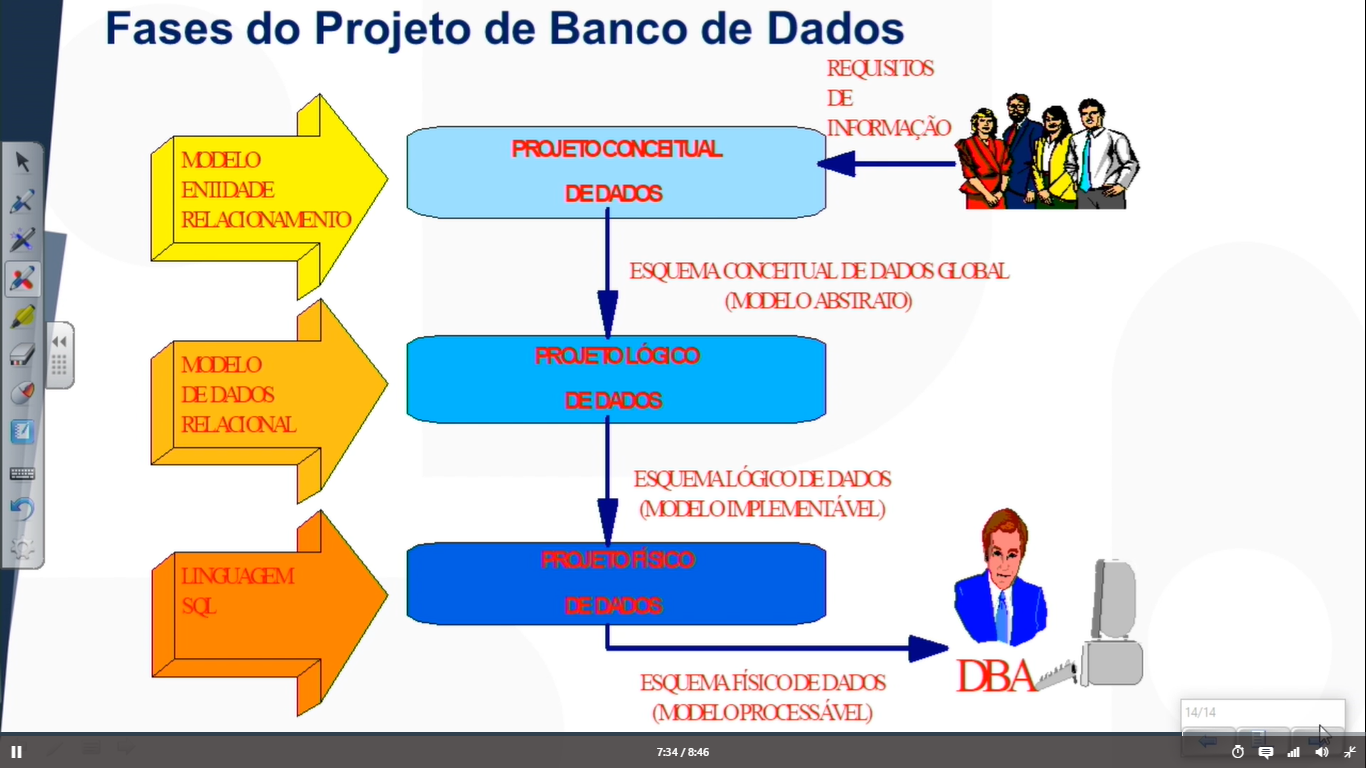 Fases do Projeto de Banco de Dados
REQUISITOS
DE
INFORMAÇÃO
MODELO
ENTIDADE
RELACIONAMENTO
PROJETO CONCEITUAL
DE DADOS
ESQUEMA CONCEITUAL DE DADOS GLOBAL
(MODELO ABSTRATO)
MODELO
DE DADOS
RELACIONAL
PROJETO LÓGICO
DE DADOS
ESQUEMA LÓGICO DE DADOS
(MODELO IMPLEMENTÁVEL)
LINGUAGEM
SQL
PROJETO FÍSICO
DE DADOS
DBA
ESQUEMA FÍSICO DE DADOS
(MODELO PROCESSÁVEL)
14/14
7:34 / 8:46